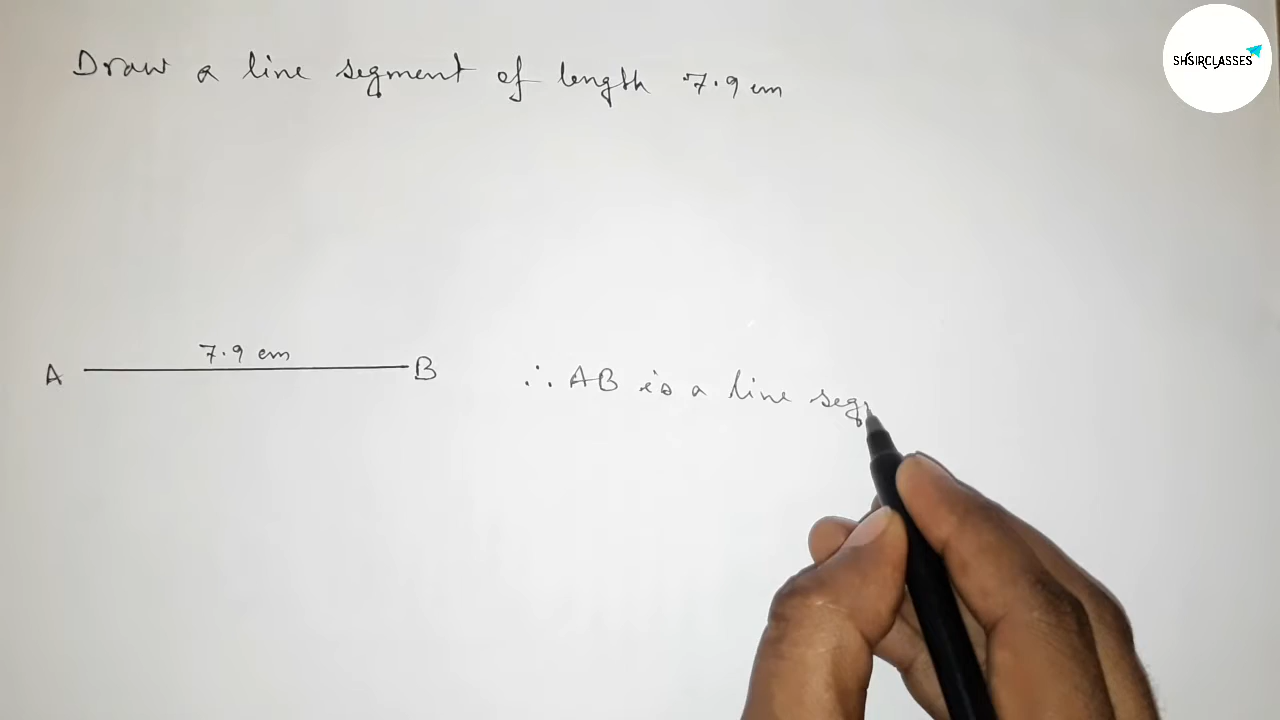 Draw a line segment of length 7.9 cm
SHSIRCLASSES
7.9 cm
A B
∴ AB is a line seg